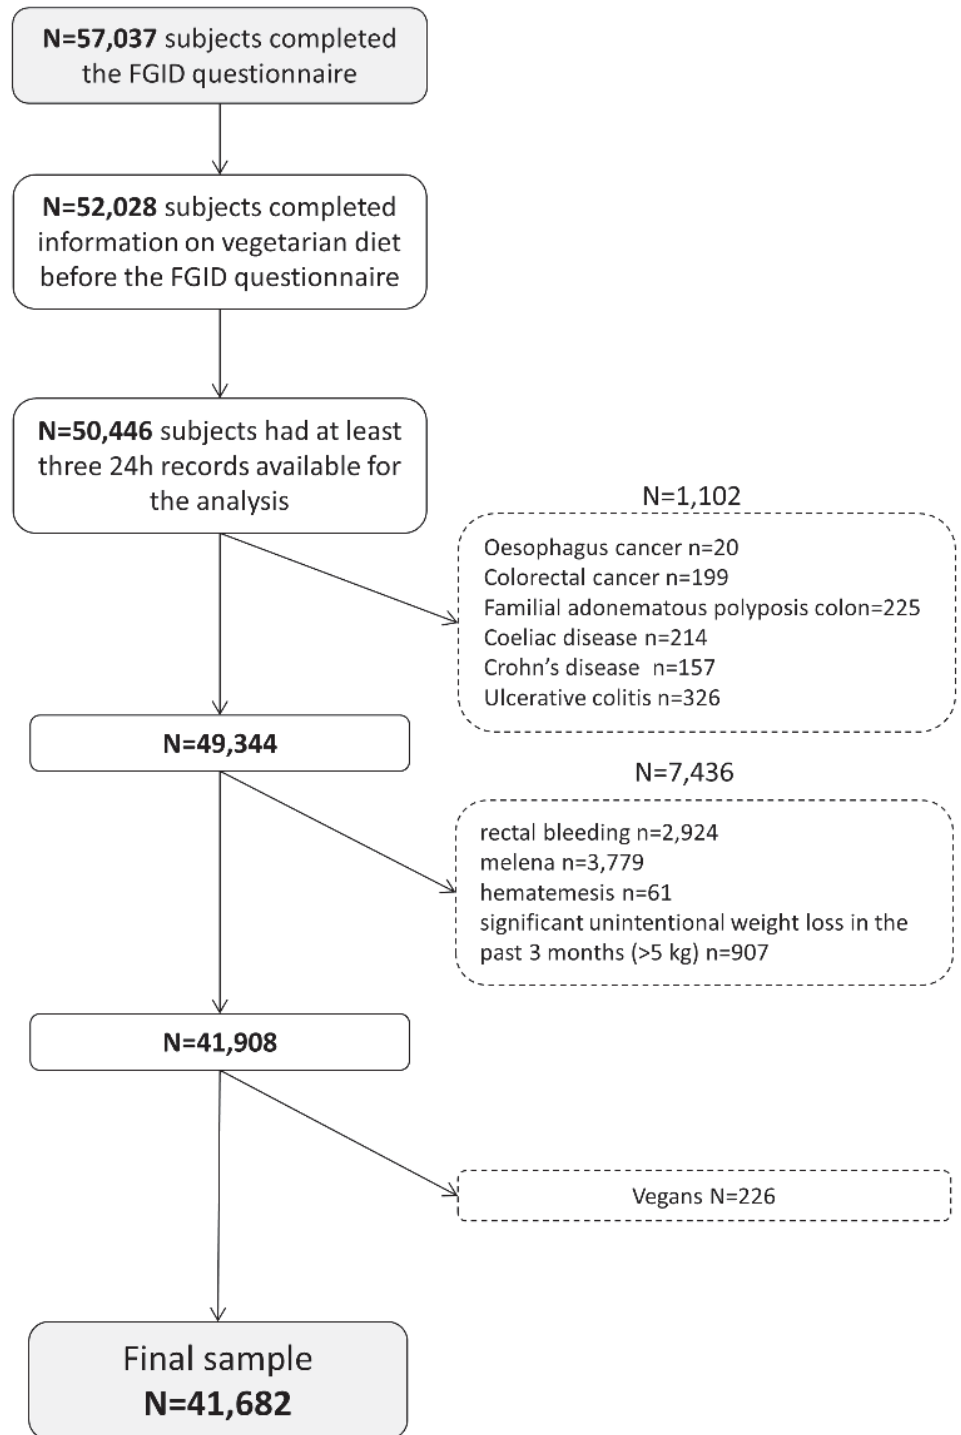 N=57,037 subjects completed
the FGID questionnaire
N=52,028 subjects completed
information on vegetarian diet
before the FGID questionnaire
N=50,446 subjects had at least
three 24h records available for
the analysis
N=1,102
Oesophagus cancer n=20
Colorectal cancer n=199
Familial adonematous polyposis colon=225
Coeliac disease n=214
Crohn’s disease  n=157
Ulcerative colitis n=326
N=49,344
N=7,436
rectal bleeding n=2,924
melena n=3,779
hematemesis n=61
significant unintentional weight loss in the
past 3 months (>5 kg) n=907
N=41,908
Vegans N=226
Final sample
N=41,682